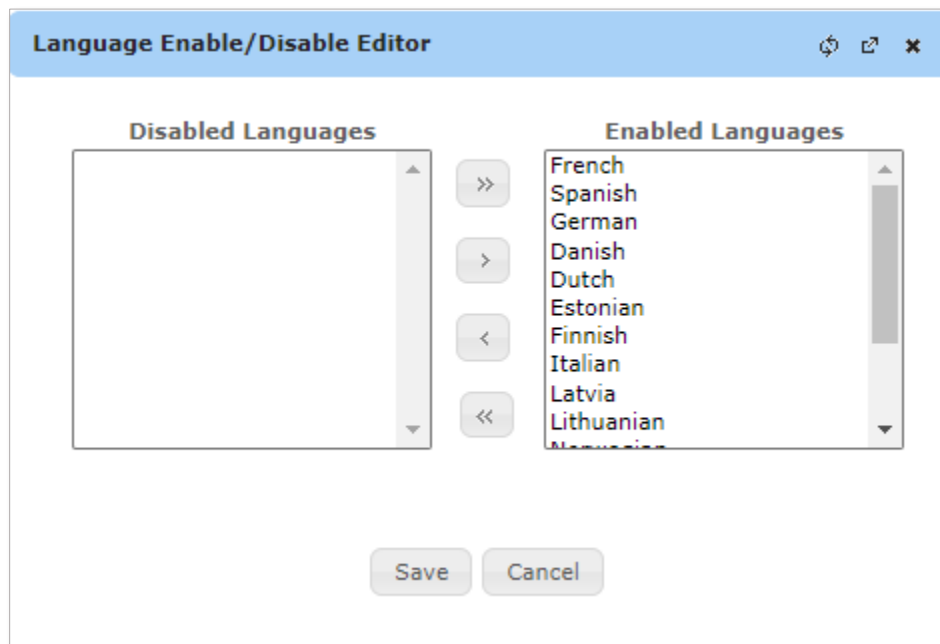 Language Enable/Disable Editor
Disabled Languages
Enabled Languages
French
Spanish
German
Danish
Dutch
Estonian
Finnish
Italian
Latvia
Lithuanian
Save
Cancel